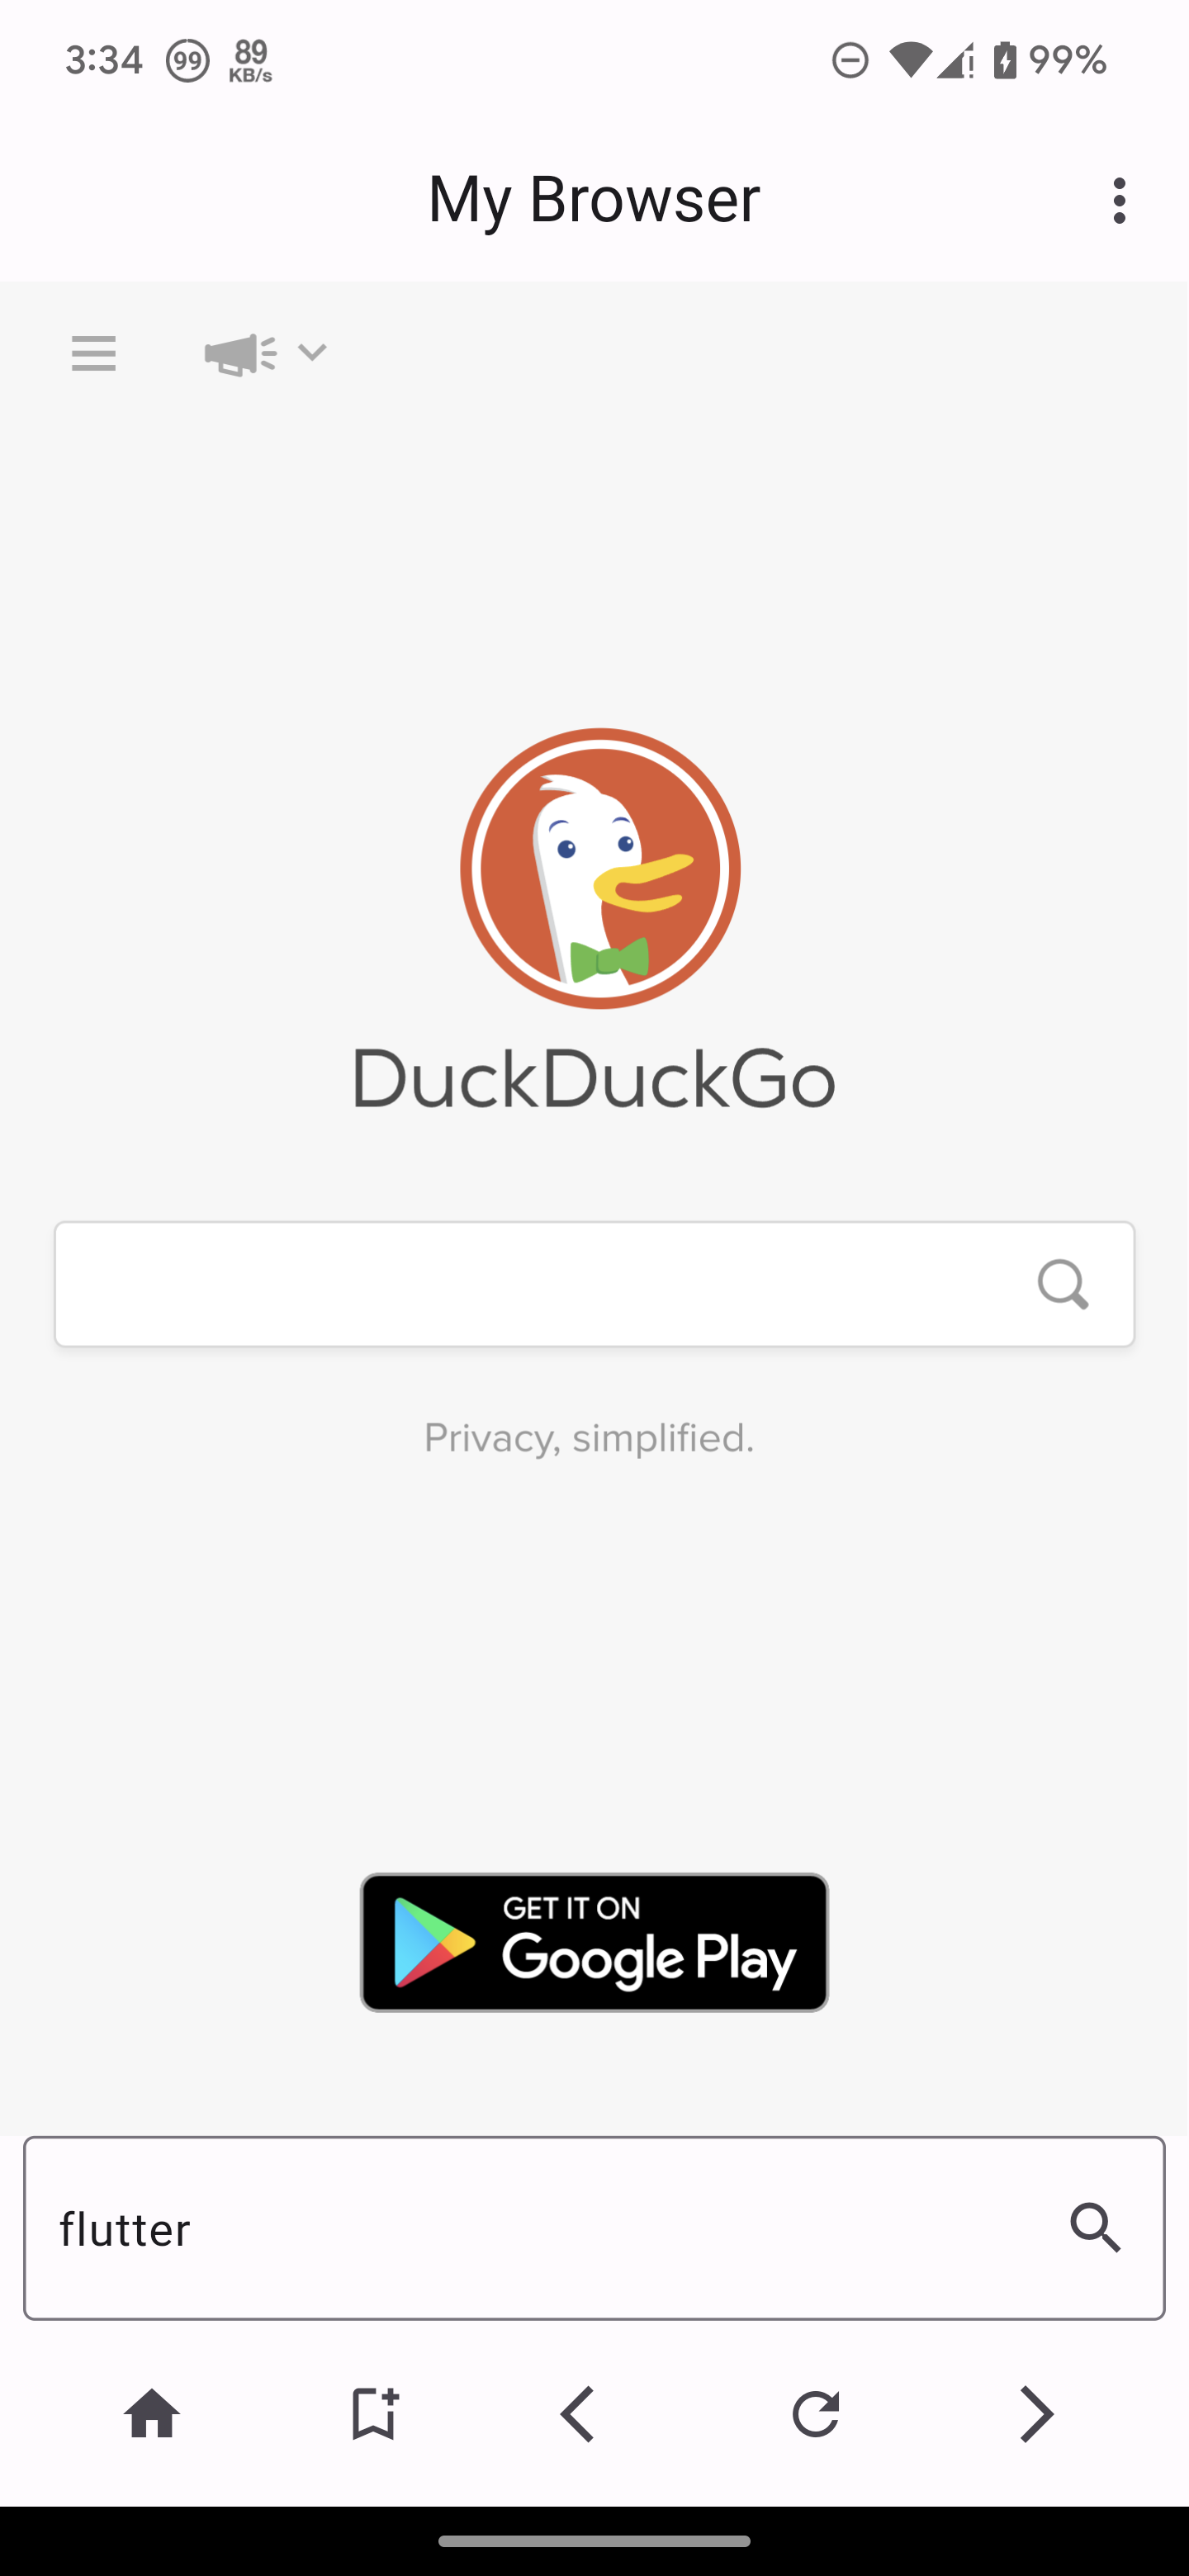 3:34 99 89 KB/s 99%
My Browser
DuckDuckGo
Privacy, simplified.
GET IT ON
Google Play
flutter